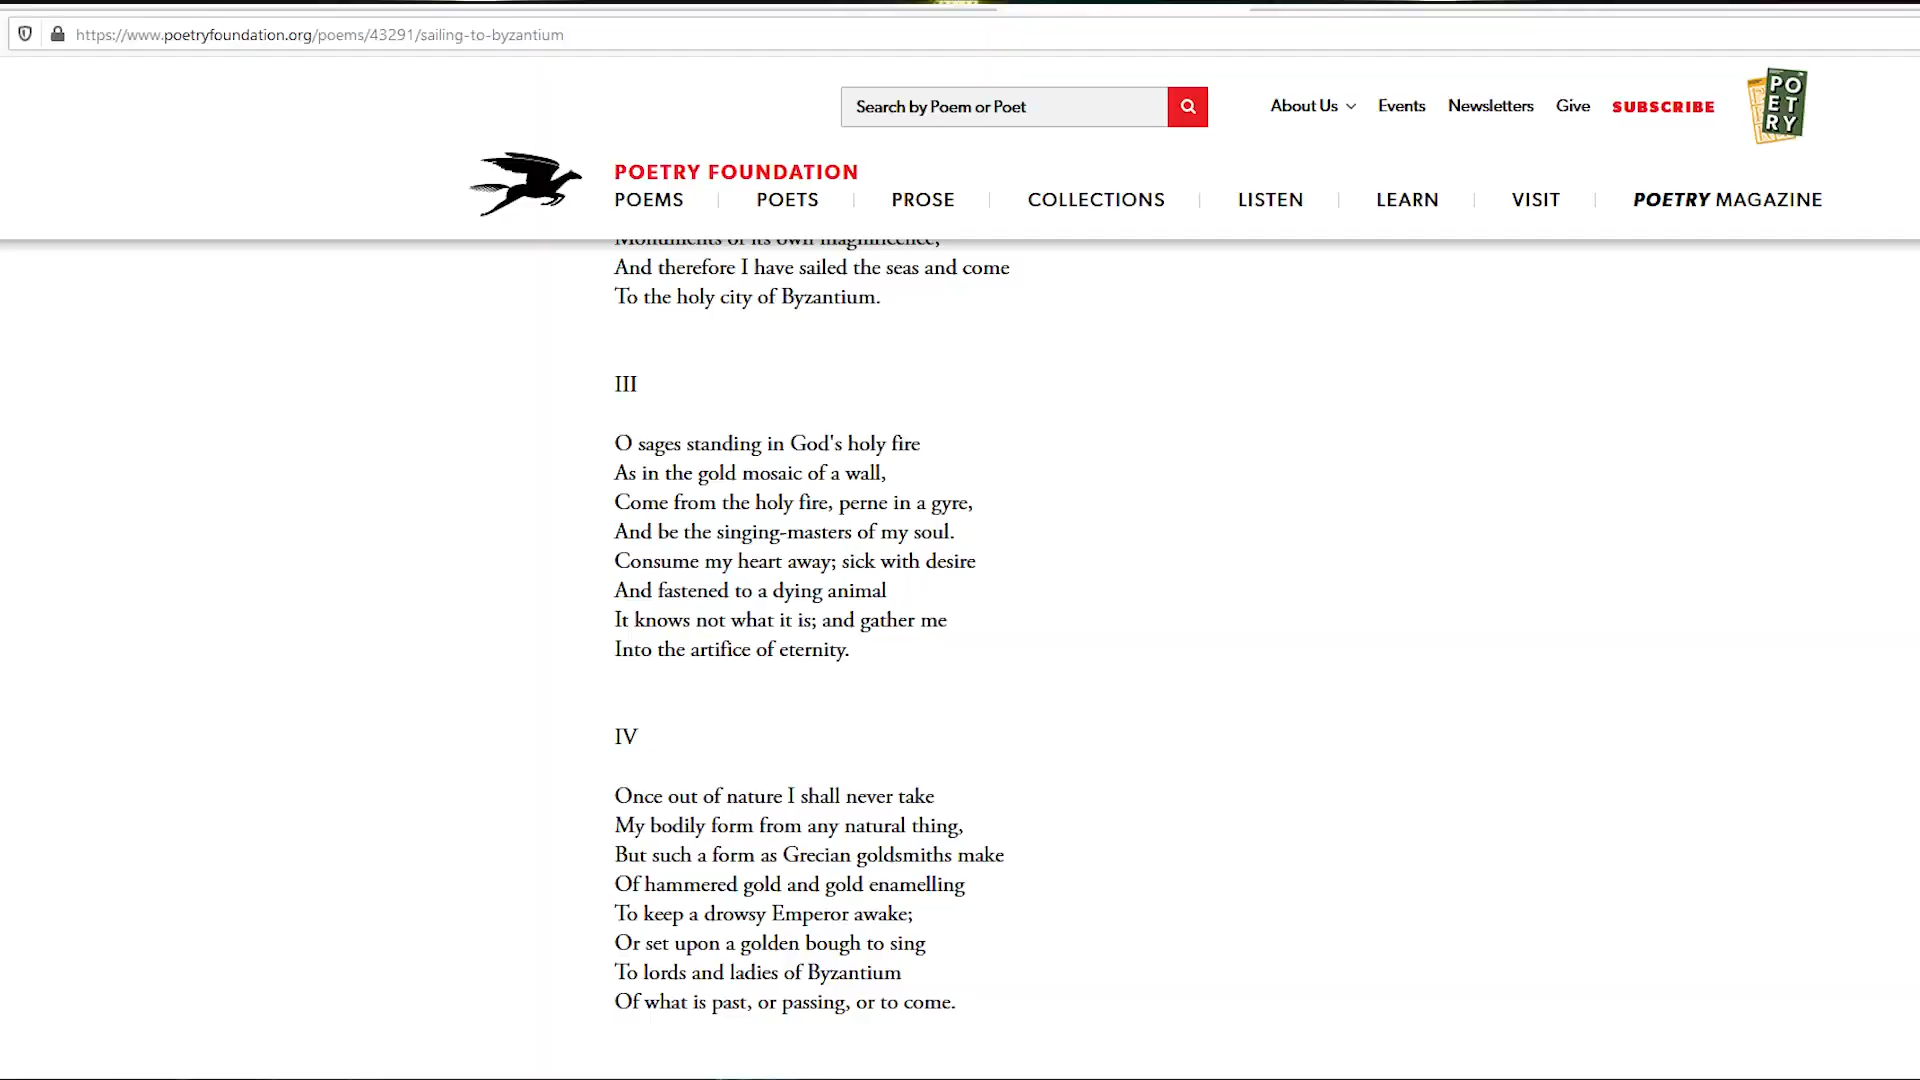 https://www.poetryfoundation.org/poems/43291/sailing-to-byzantium
Search by Poem or Poet
About Us
Events
Newsletters
Give
SUBSCRIBE
POETRY
POETRY FOUNDATION
POEMS
POETS
PROSE
COLLECTIONS
LISTEN
LEARN
VISIT
POETRY MAGAZINE
Monuments of its own magnificence;
And therefore I have sailed the seas and come
To the holy city of Byzantium.
III
O sages standing in God's holy fire
As in the gold mosaic of a wall,
Come from the holy fire, perne in a gyre,
And be the singing-masters of my soul.
Consume my heart away; sick with desire
And fastened to a dying animal
It knows not what it is; and gather me
Into the artifice of eternity.
IV
Once out of nature I shall never take
My bodily form from any natural thing,
But such a form as Grecian goldsmiths make
Of hammered gold and gold enamelling
To keep a drowsy Emperor awake;
Or set upon a golden bough to sing
To lords and ladies of Byzantium
Of what is past, or passing, or to come.